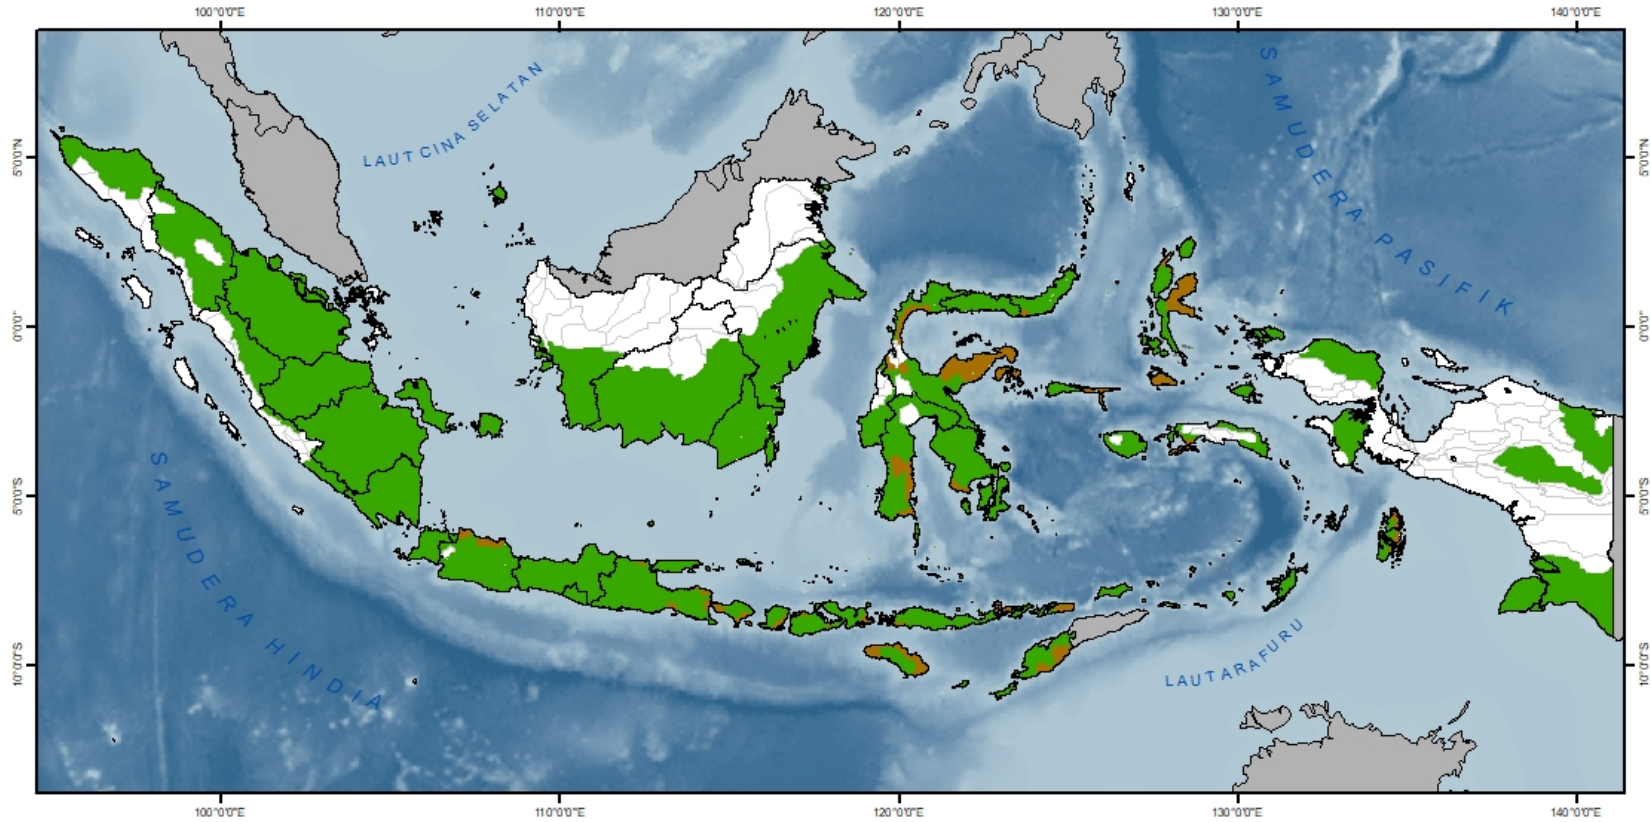 100°0'0"E 110°0'0"E 120°0'0"E 130°0'0"E 140°0'0"E
LAUT CINA SELATAN
SAMUDERA PASIFIK
5°0'0"N 5°0'0"N
0°0'0" 0°0'0"
5°0'0"S 5°0'0"S
SAMUDERA HINDIA
LAUT ARAFURU
10°0'0"S 10°0'0"S
100°0'0"E 110°0'0"E 120°0'0"E 130°0'0"E 140°0'0"E